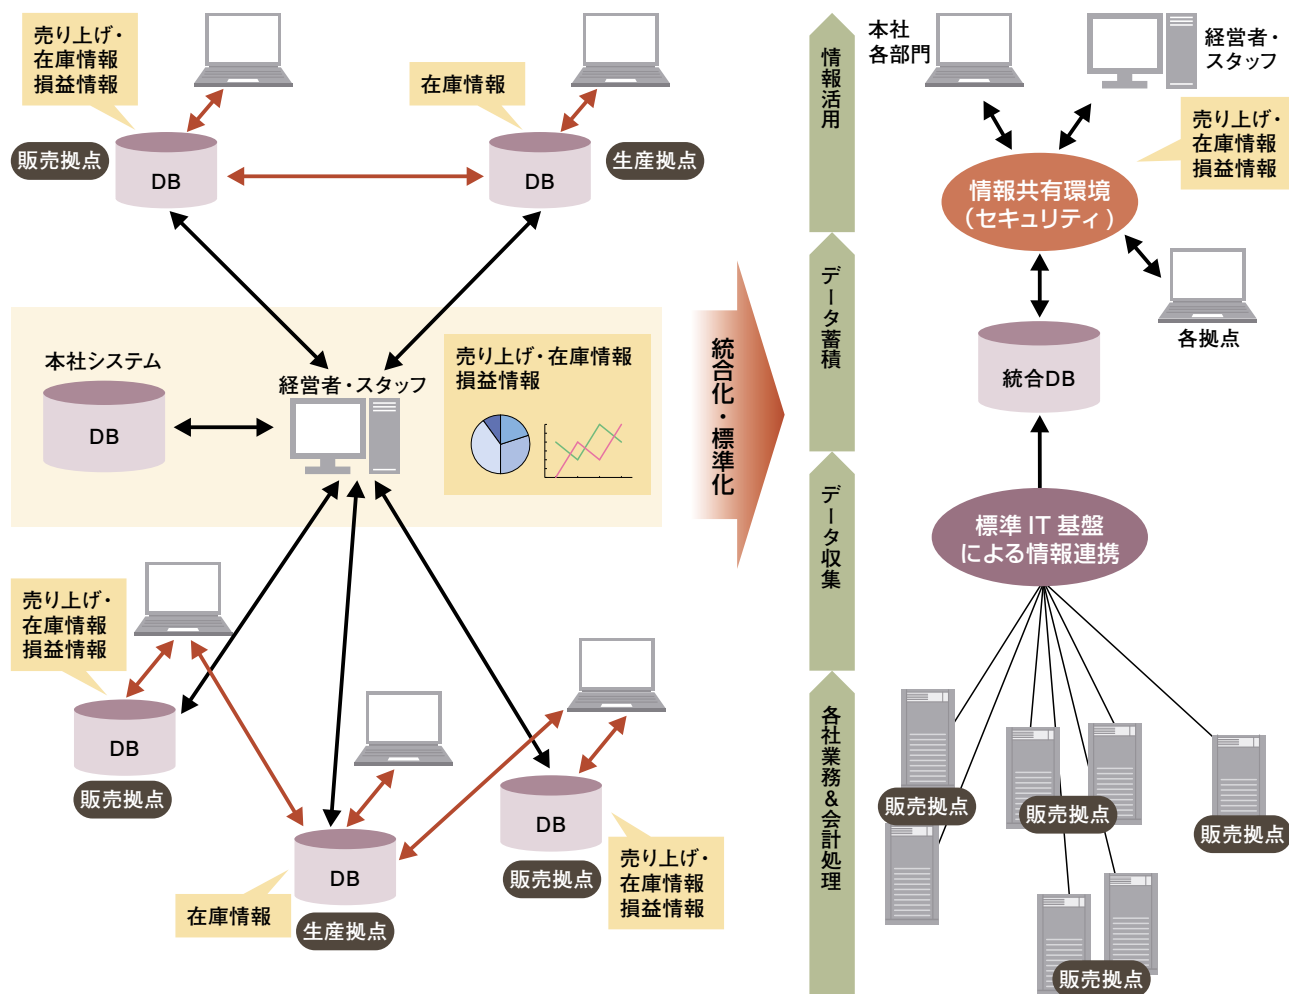 売り上げ・
在庫情報
損益情報
販売拠点
DB
在庫情報
DB
生産拠点
本社システム
DB
経営者・スタッフ
売り上げ・在庫情報
損益情報
売り上げ・
在庫情報
損益情報
DB
販売拠点
在庫情報
DB
生産拠点
DB
販売拠点
売り上げ・
在庫情報
損益情報
統合化・標準化
情報活用
データ蓄積
データ収集
各社業務&会計処理
本社
各部門
経営者・
スタッフ
売り上げ・
在庫情報
損益情報
情報共有環境
（セキュリティ）
各拠点
統合DB
標準 IT 基盤
による情報連携
販売拠点
販売拠点
販売拠点
販売拠点